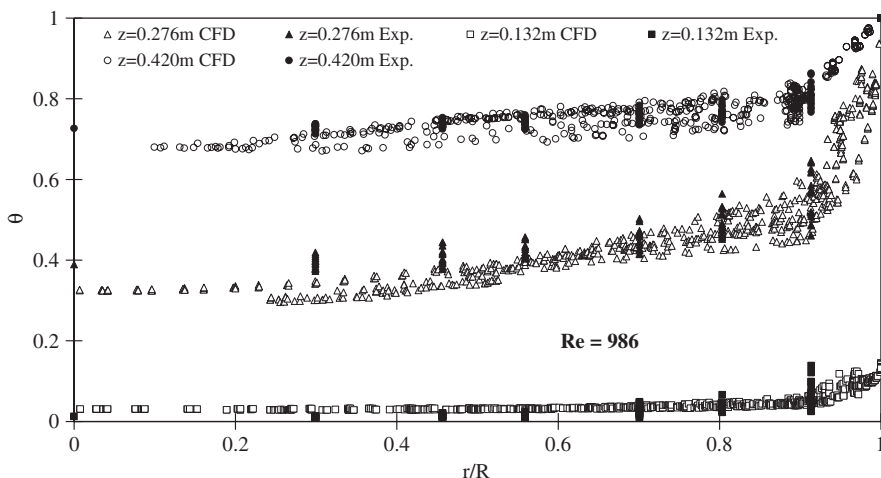 z=0.276m CFD z=0.276m Exp. z=0.132m CFD z=0.132m Exp.
z=0.420m CFD z=0.420m Exp.
1
0.8
0.6
θ
0.4
0.2
0
Re = 986
0 0.2 0.4 0.6 0.8 1
r/R